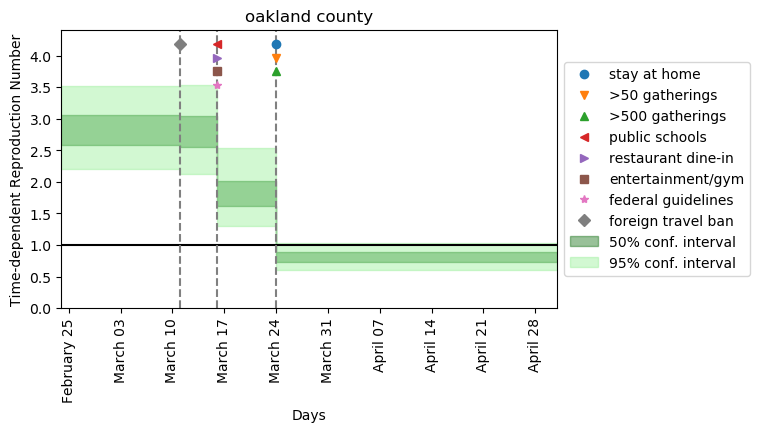 oakland county
Time-dependent Reproduction Number
4.0
3.5
3.0
2.5
2.0
1.5
1.0
0.5
0.0
February 25
March 03
March 10
March 17
March 24
March 31
April 07
April 14
April 21
April 28
Days
stay at home
>50 gatherings
>500 gatherings
public schools
restaurant dine-in
entertainment/gym
federal guidelines
foreign travel ban
50% conf. interval
95% conf. interval